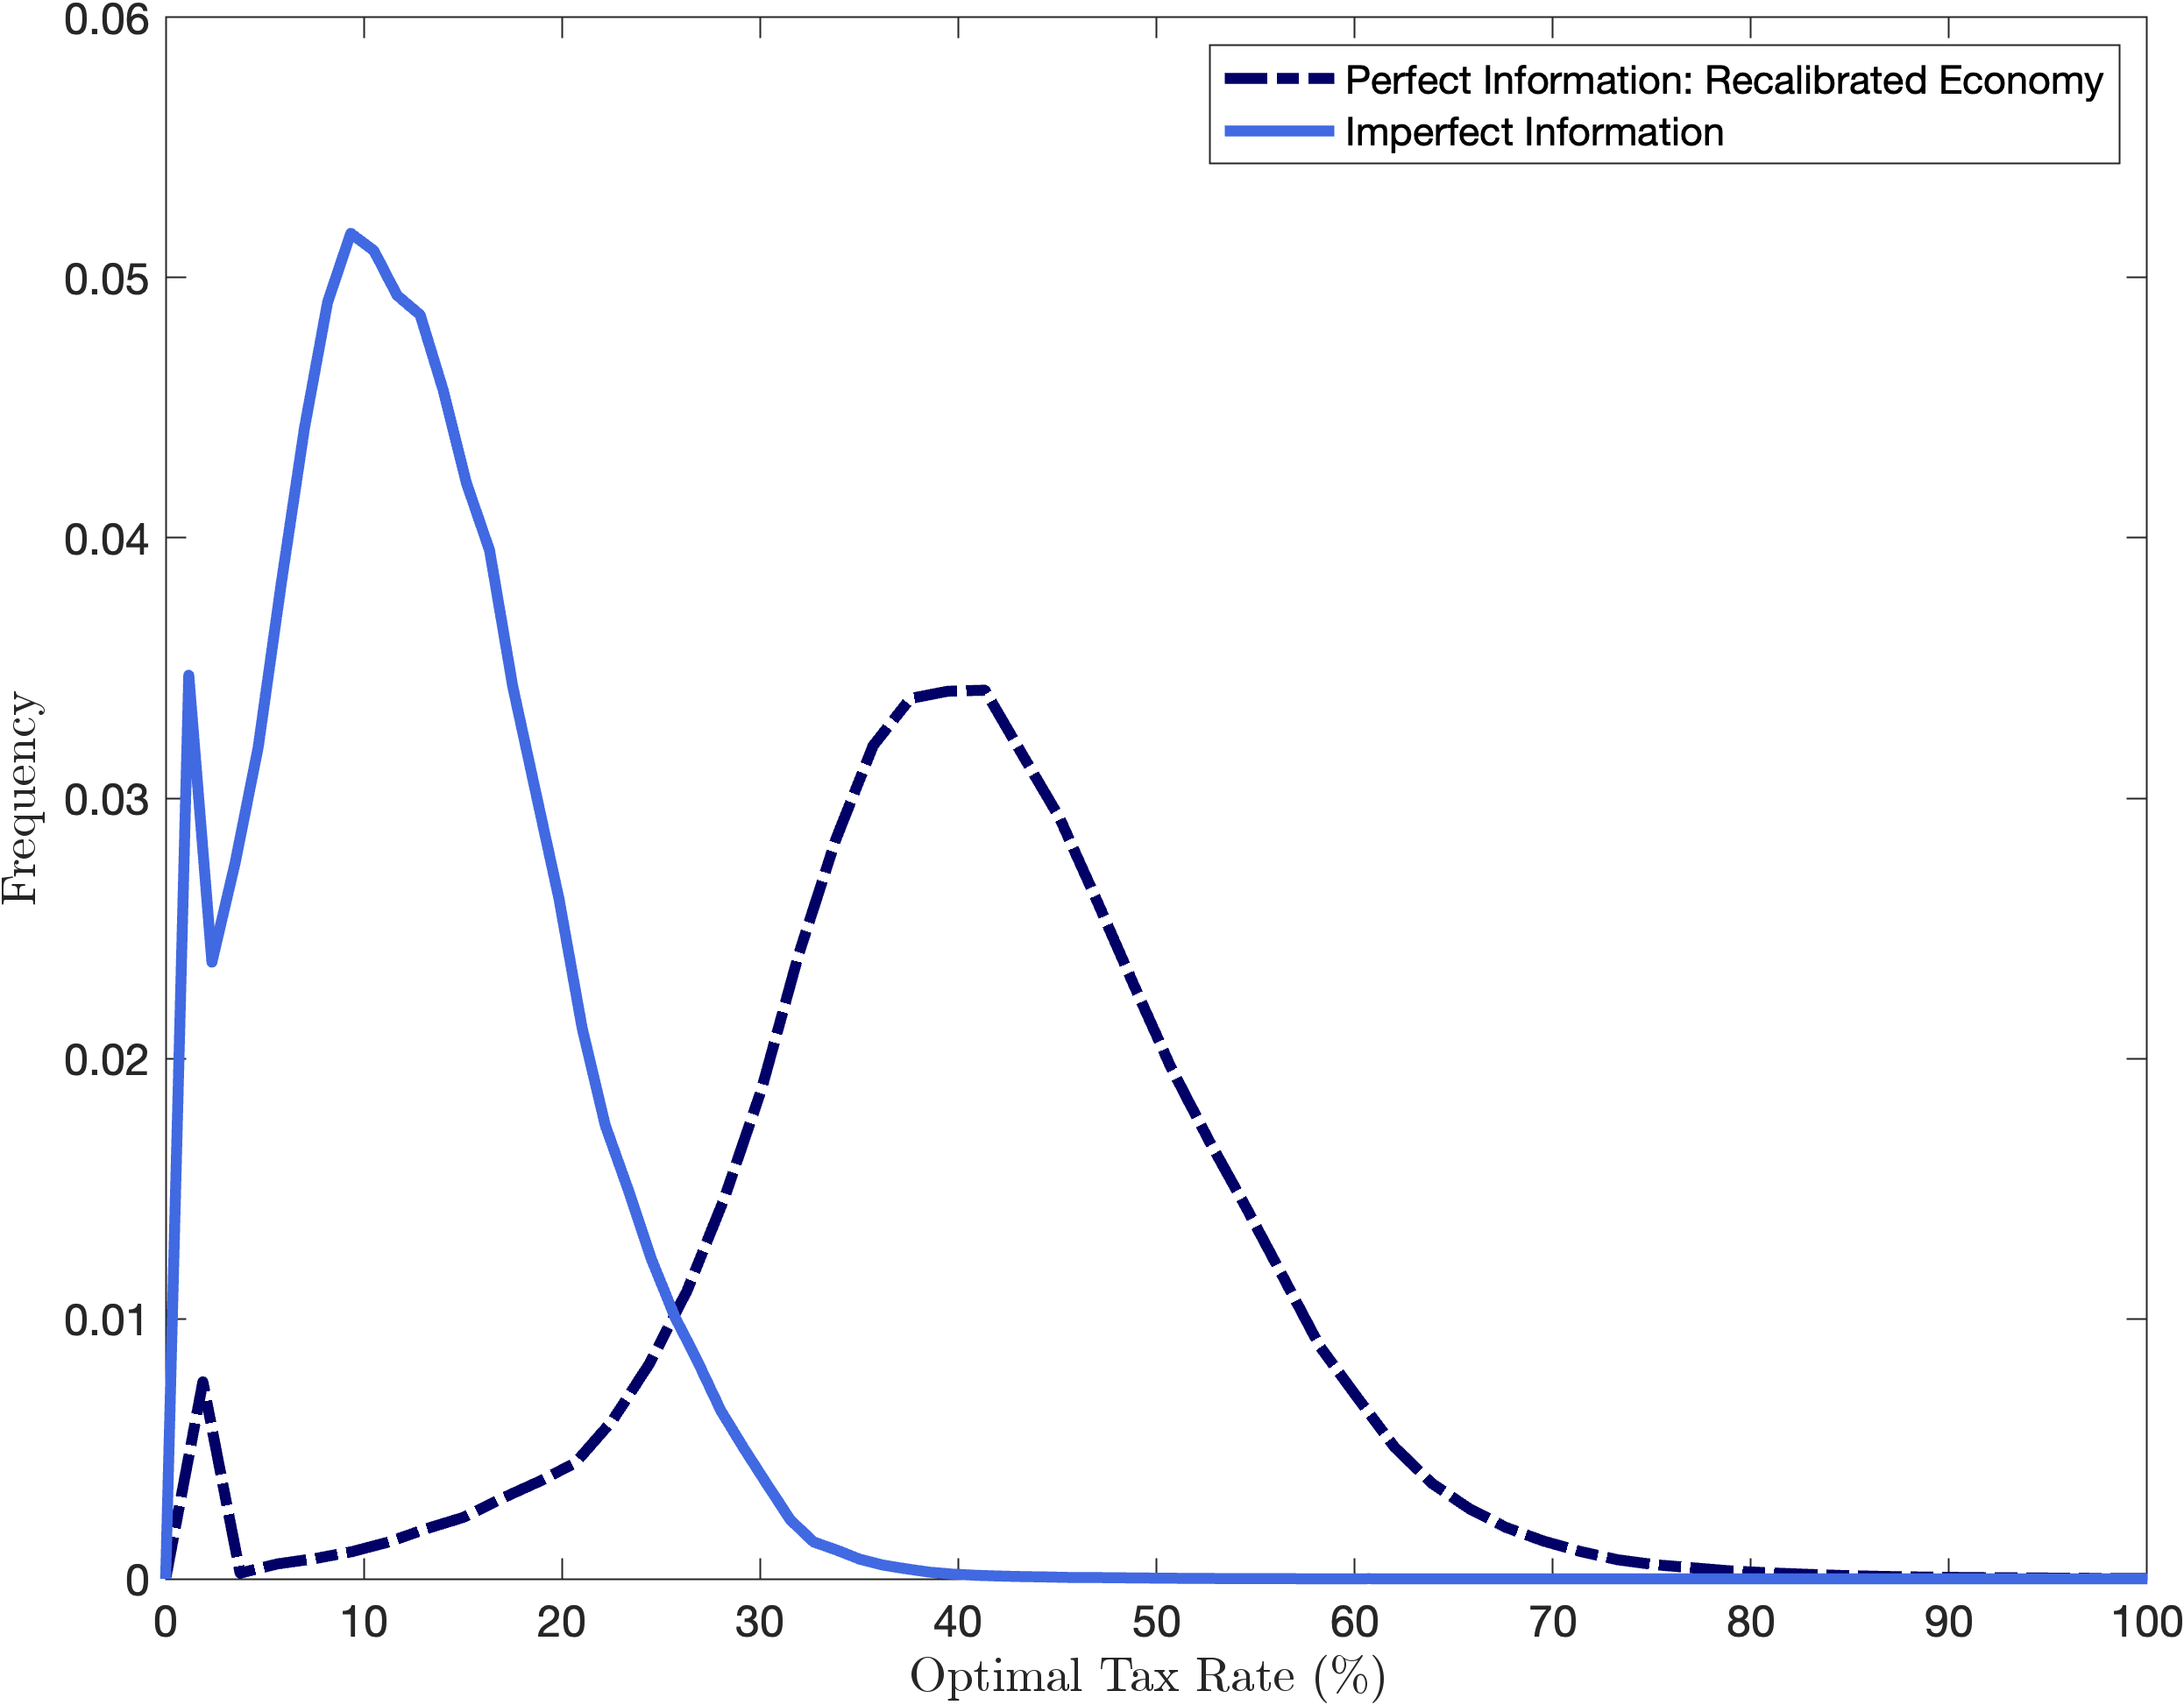 0.06
0.05
0.04
0.03
0.02
0.01
0
Frequency
Perfect Information: Recalibrated Economy
Imperfect Information
0 10 20 30 40 50 60 70 80 90 100
Optimal Tax Rate (%)